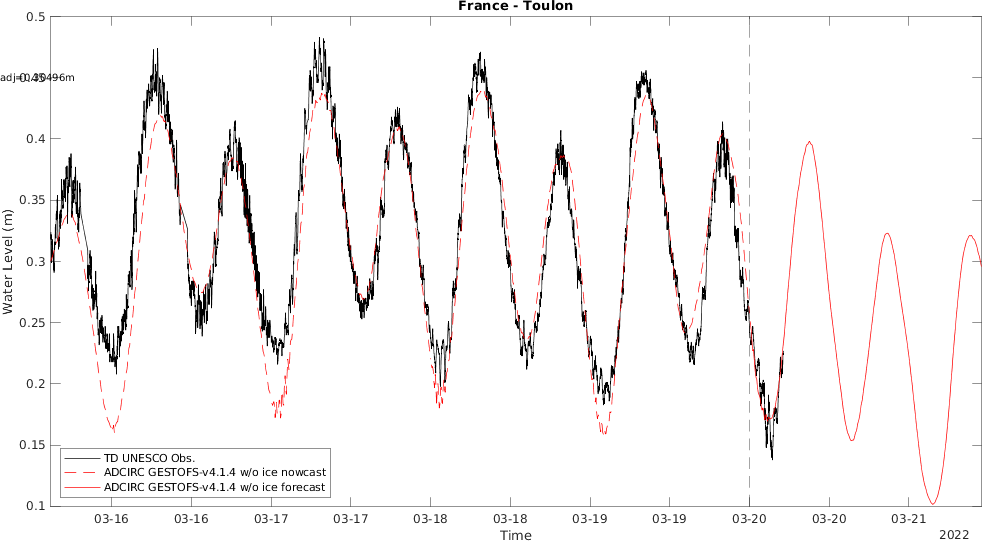 France - Toulon
0.5
0.45
adj=0.30496m
0.4
0.35
0.3
0.25
0.2
0.15
0.1
Water Level (m)
TD UNESCO Obs.
ADCIRC GESTOFS-v4.1.4 w/o ice nowcast
ADCIRC GESTOFS-v4.1.4 w/o ice forecast
03-16 03-16 03-17 03-17 03-18 03-18 03-19 03-19 03-20 03-20 03-21
Time
2022